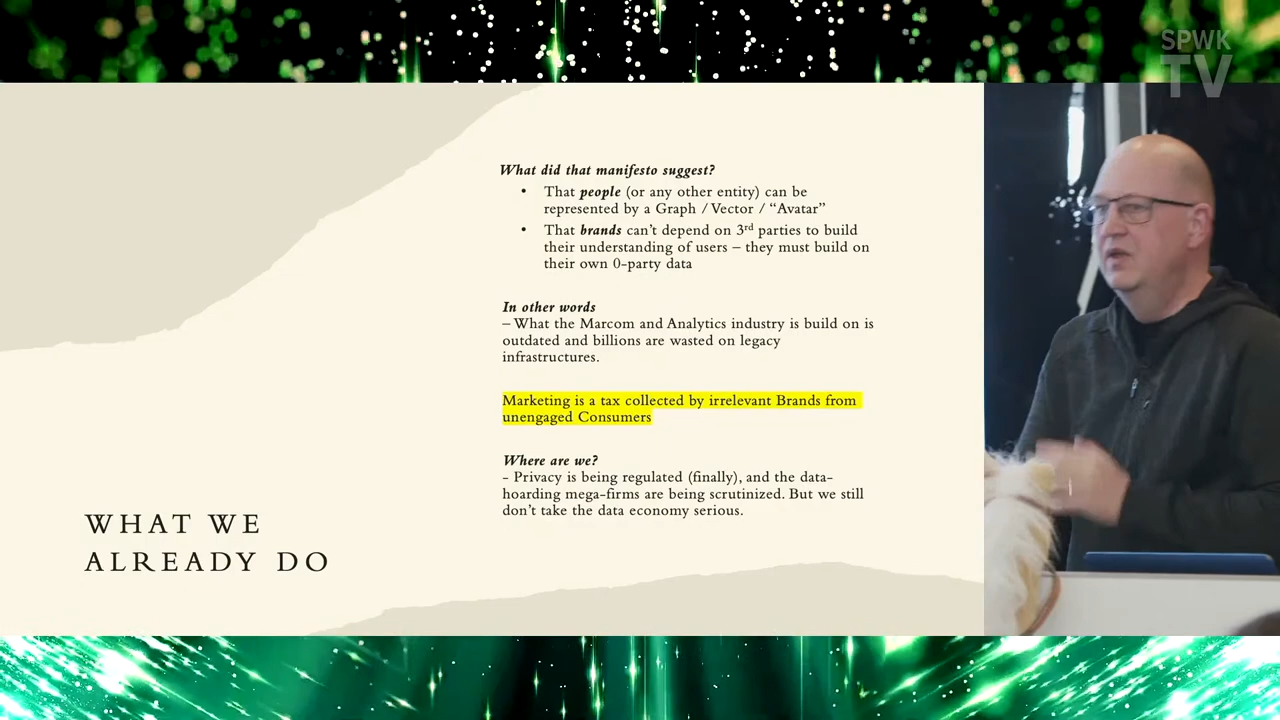 SPWK
TV
What did that manifesto suggest?
• That people (or any other entity) can be
represented by a Graph / Vector / “Avatar”
• That brands can’t depend on 3rd parties to build
their understanding of users – they must build on
their own 0-party data
In other words
– What the Marcom and Analytics industry is build on is
outdated and billions are wasted on legacy
infrastructures.
Marketing is a tax collected by irrelevant Brands from
unengaged Consumers
Where are we?
- Privacy is being regulated (finally), and the data-
hoarding mega-firms are being scrutinized. But we still
don’t take the data economy serious.
WHAT WE
ALREADY DO